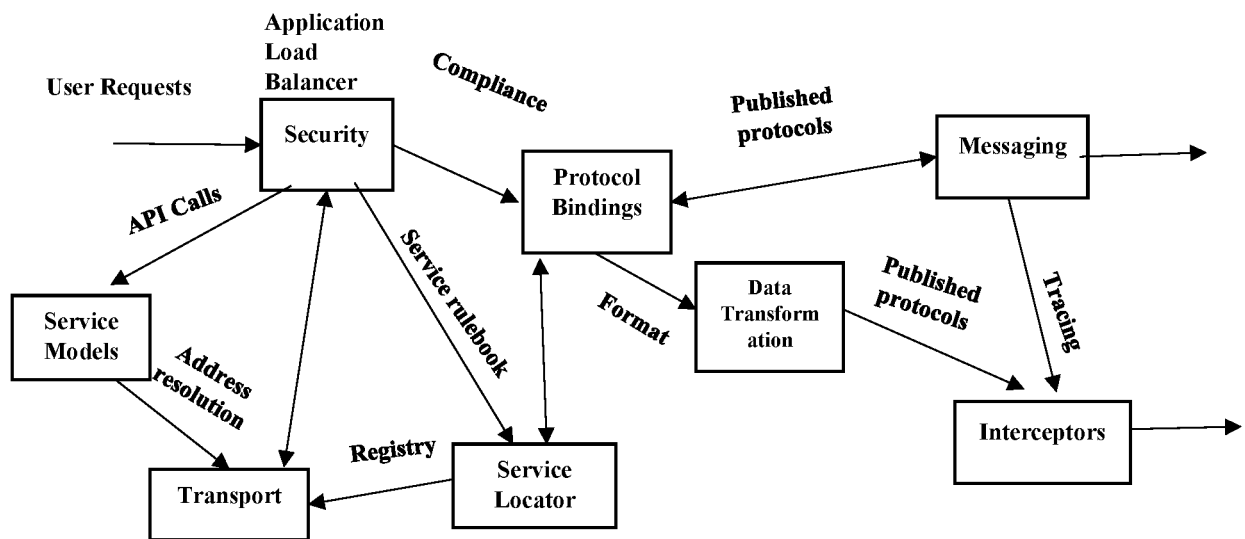 Application
Load
Balancer
User Requests
Compliance
Published
protocols
Security
Messaging
Protocol
Bindings
API Calls
Service rulebook
Data
Transform
ation
Published
protocols
Format
Tracing
Service
Models
Address
resolution
Interceptors
Registry
Service
Locator
Transport